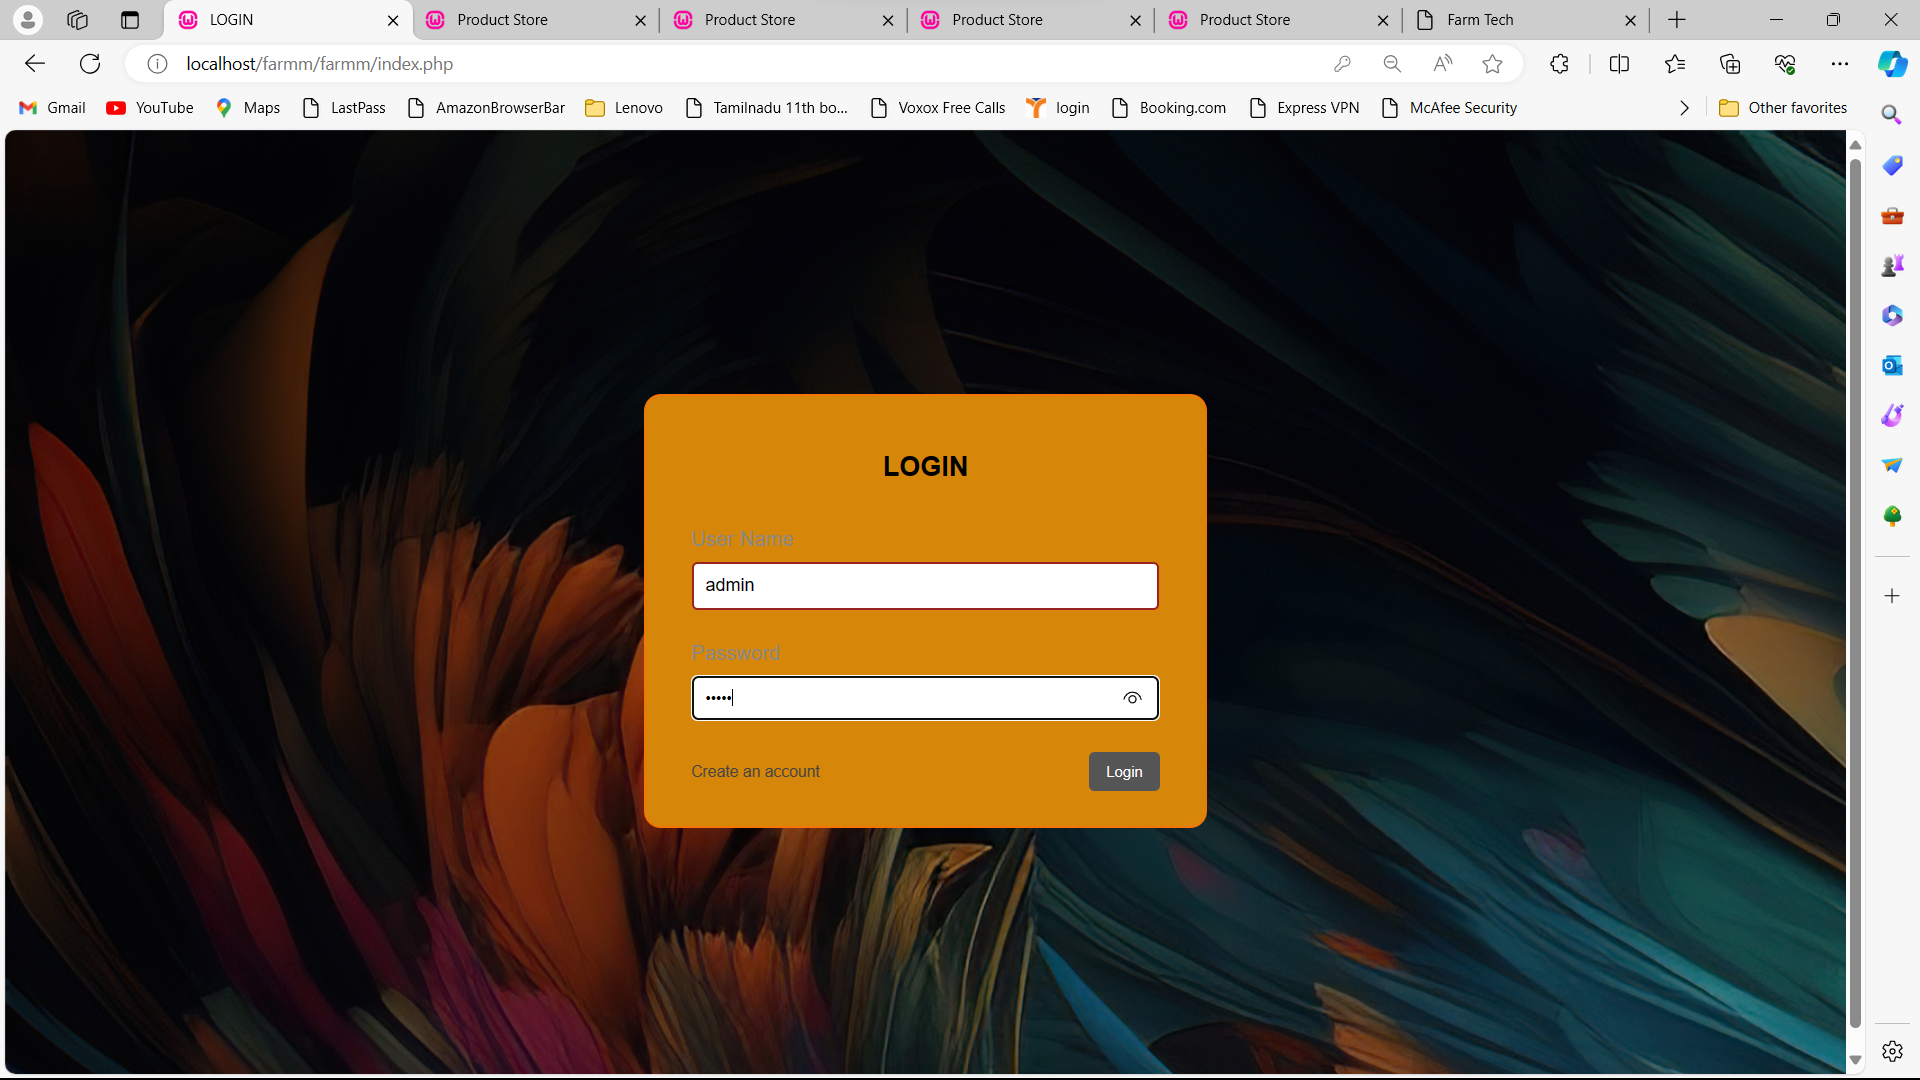 LOGIN
Product Store
Product Store
Product Store
Product Store
Farm Tech
localhost/farmm/farmm/index.php
Gmail
YouTube
Maps
LastPass
AmazonBrowserBar
Lenovo
Tamilnadu 11th bo...
Voxox Free Calls
login
Booking.com
Express VPN
McAfee Security
Other favorites
LOGIN
User Name
admin
Password
•••••
Create an account
Login